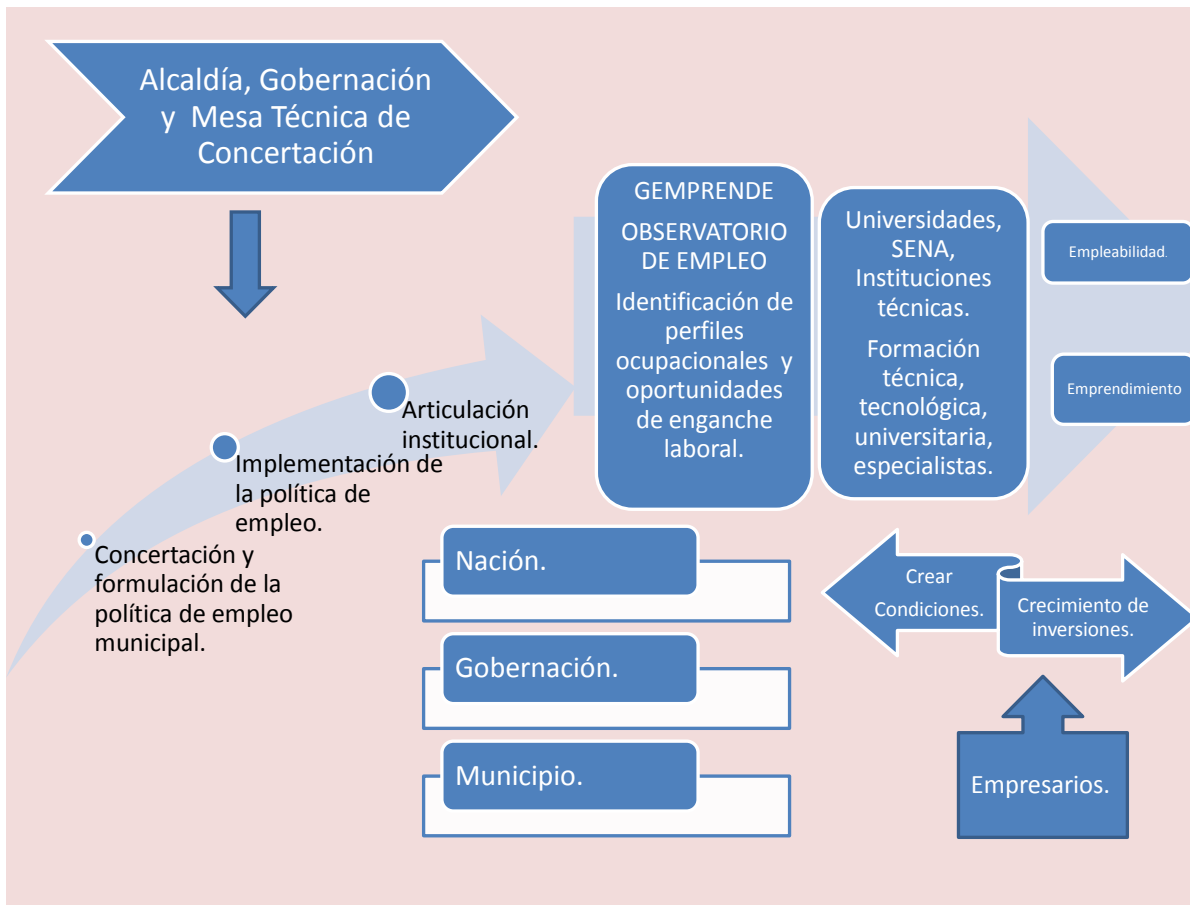 Alcaldía, Gobernación
y Mesa Técnica de
Concertación
GEMPRENDE
OBSERVATORIO
DE EMPLEO
Identificación de
perfiles
ocupacionales y
oportunidades
de enganche
laboral.
Universidades,
SENA,
Instituciones
técnicas.
Formación
técnica,
tecnológica,
universitaria,
especialistas.
Empleabilidad.
Emprendimiento
Articulación
institucional.
Implementación de
la política de
empleo.
Concertación y
formulación de la
política de empleo
municipal.
Nación.
Gobernación.
Municipio.
Crear
Condiciones.
Crecimiento de
inversiones.
Empresarios.